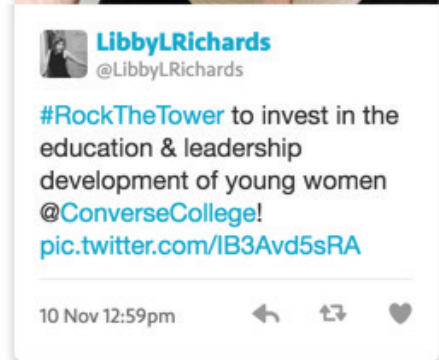 LibbyLRichards
@LibbyLRichards
#RockTheTower to invest in the
education & leadership
development of young women
@ConverseCollege!
pic.twitter.com/IB3Avd5sRA
10 Nov 12:59pm